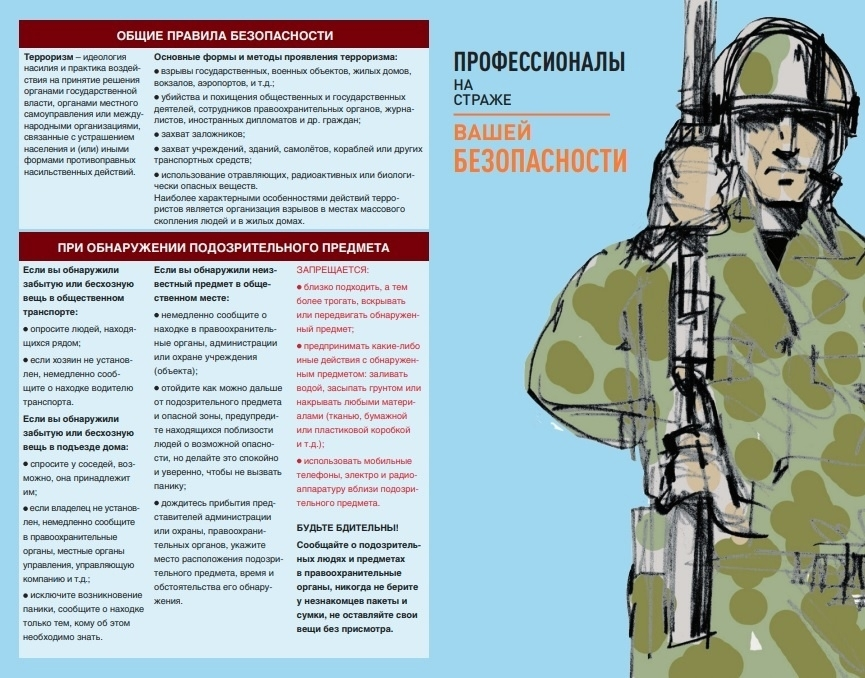 ОБЩИЕ ПРАВИЛА БЕЗОПАСНОСТИ
Терроризм – идеология
насилия и практика воздей-
ствия на принятие решения
органами государственной
власти, органами местного
самоуправления или между-
народными организациями,
связанные с устрашением
населения и (или) иными
формами противоправных
насильственных действий.
Основные формы и методы проявления терроризма:
● взрывы государственных, военных объектов, жилых домов,
вокзалов, аэропортов, и т.д.;
● убийства и похищения общественных и государственных
деятелей, сотрудников правоохранительных органов, журна-
листов, иностранных дипломатов и др. граждан;
● захват заложников;
● захват учреждений, зданий, самолётов, кораблей или других
транспортных средств;
● использование отравляющих, радиоактивных или биологи-
чески опасных веществ.
Наиболее характерными особенностями действий терро-
ристов является организация взрывов в местах массового
скопления людей и в жилых домах.
ПРИ ОБНАРУЖЕНИИ ПОДОЗРИТЕЛЬНОГО ПРЕДМЕТА
Если вы обнаружили
забытую или бесхозную
вещь в общественном
транспорте:
● опросите людей, находя-
щихся рядом;
● если хозяин не установ-
лен, немедленно сооб-
щите о находке водителю
транспорта.
Если вы обнаружили
забытую или бесхозную
вещь в подъезде дома:
● спросите у соседей, воз-
можно, она принадлежит
им;
● если владелец не установ-
лен, немедленно сообщите
в правоохранительные
органы, местные органы
управления, управляющую
компанию и т.д.;
● исключите возникновение
паники, сообщите о находке
только тем, кому об этом
необходимо знать.
Если вы обнаружили неиз-
вестный предмет в обще-
ственном месте:
● немедленно сообщите о
находке в правоохранитель-
ные органы, администрации
или охране учреждения
(объекта);
● отойдите как можно дальше
от подозрительного предмета
и опасной зоны, предупреди-
те находящихся поблизости
людей о возможной опасно-
сти, но делайте это спокойно
и уверенно, чтобы не вызвать
панику;
● дождитесь прибытия пред-
ставителей администрации
или охраны, правоохрани-
тельных органов, укажите
место расположения подозри-
тельного предмета, время и
обстоятельства его обнару-
жения.
ЗАПРЕЩАЕТСЯ:
● близко подходить, а тем
более трогать, вскрывать
или передвигать обнаружен-
ный предмет;
● предпринимать какие-либо
иные действия с обнаружен-
ным предметом: заливать
водой, засыпать грунтом или
накрывать любыми матери-
алами (тканью, бумажной
или пластиковой коробкой
и т.д.);
● использовать мобильные
телефоны, электро и радио-
аппаратуру вблизи подозри-
тельного предмета.
БУДЬТЕ БДИТЕЛЬНЫ!
Сообщайте о подозритель-
ных людях и предметах
в правоохранительные
органы, никогда не берите
у незнакомцев пакеты и
сумки, не оставляйте свои
вещи без присмотра.
ПРОФЕССИОНАЛЫ
НА
СТРАЖЕ
ВАШЕЙ
БЕЗОПАСНОСТИ